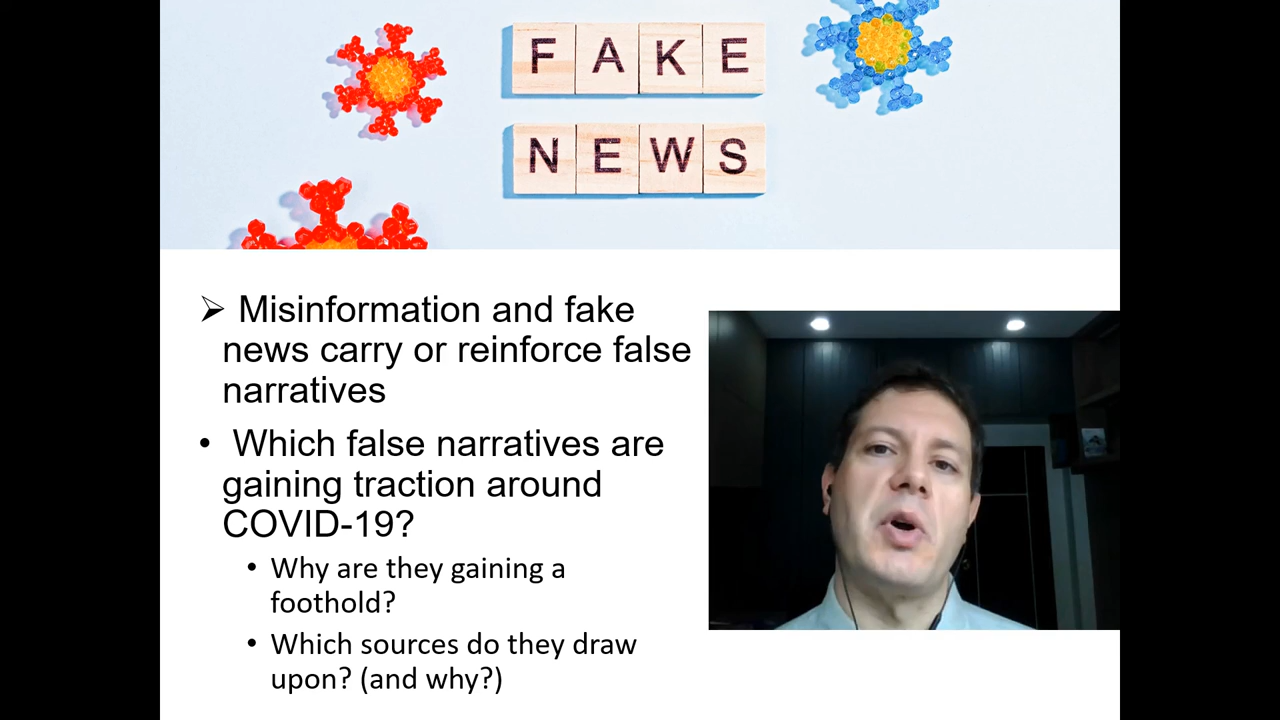 FAKE
NEWS
➢ Misinformation and fake
news carry or reinforce false
narratives
• Which false narratives are
gaining traction around
COVID-19?
• Why are they gaining a
foothold?
• Which sources do they draw
upon? (and why?)